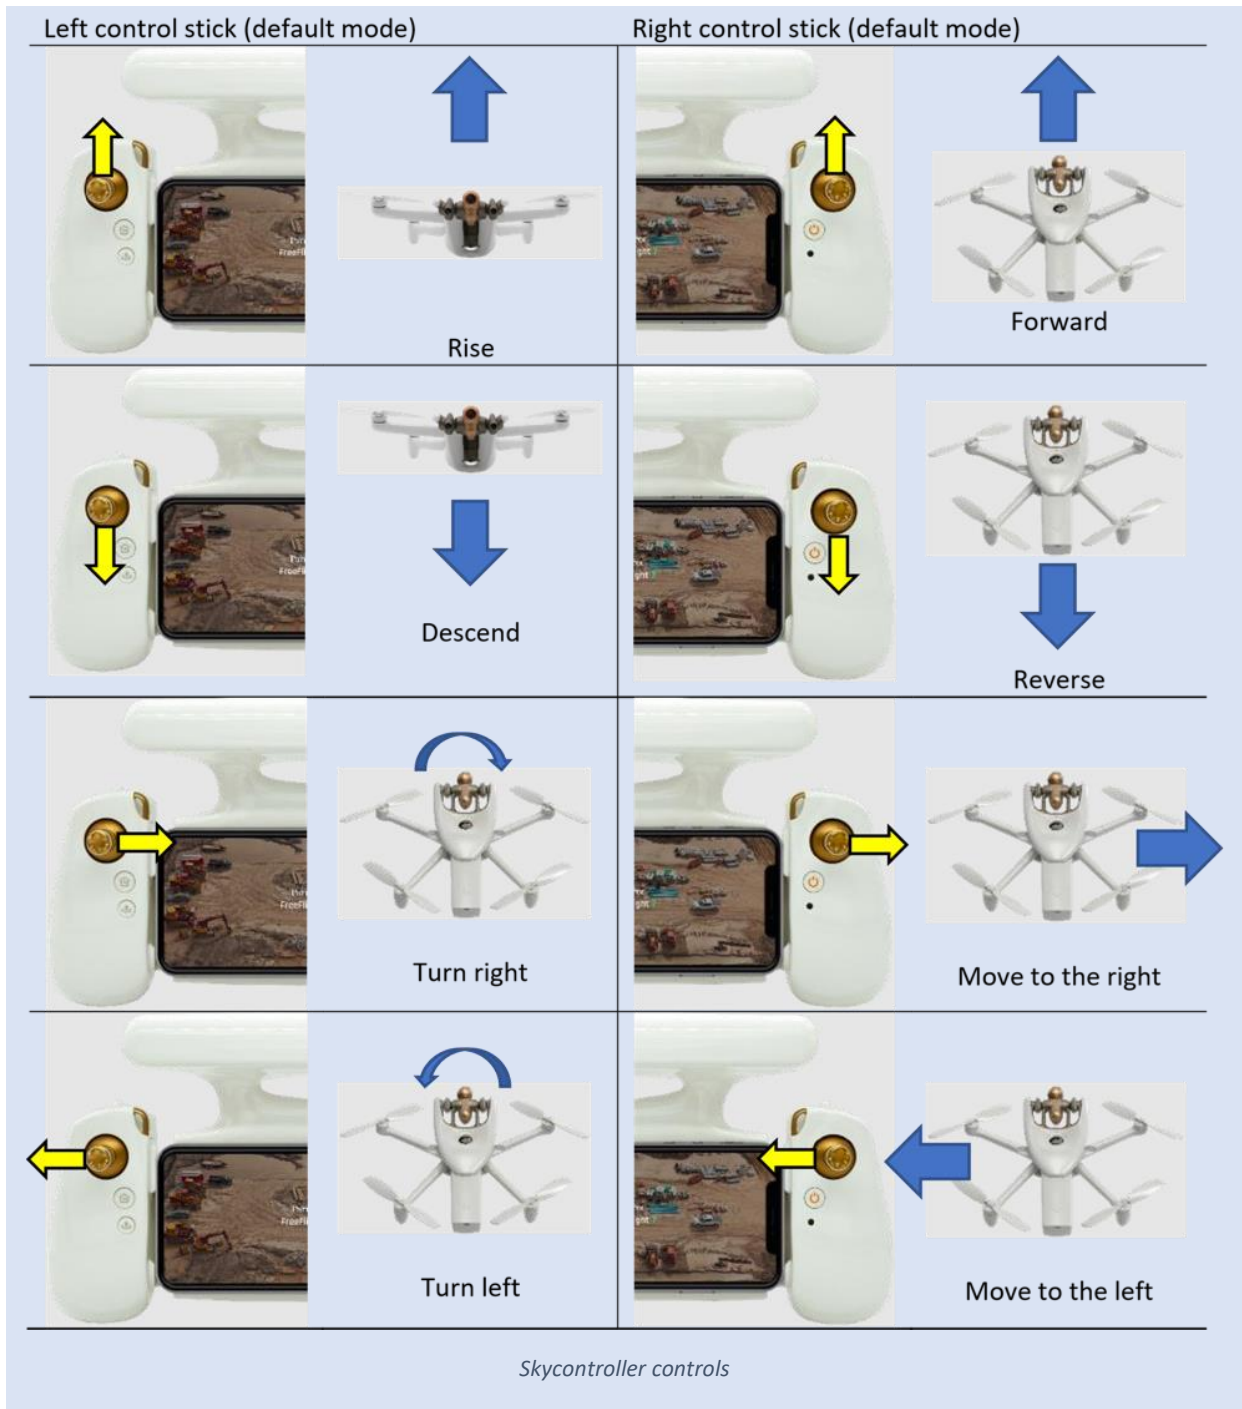 Left control stick (default mode)
Right control stick (default mode)
Rise
Forward
Descend
Reverse
Turn right
Move to the right
Turn left
Move to the left
Skycontroller controls